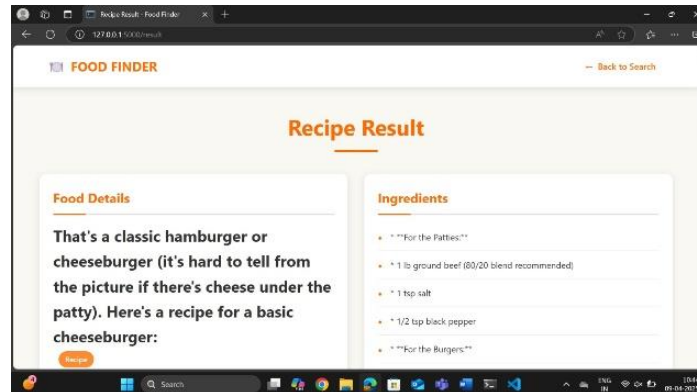 Recipe Result - Food Finder
127.0.0.1:5000/result
FOOD FINDER
← Back to Search
Recipe Result
Food Details
That's a classic hamburger or
cheeseburger (it's hard to tell from
the picture if there's cheese under the
patty). Here's a recipe for a basic
cheeseburger:
Recipe
Ingredients
* **For the Patties:**
* 1 lb ground beef (80/20 blend recommended)
* 1 tsp salt
* 1/2 tsp black pepper
* **For the Burgers:**
Search
ENG
IN